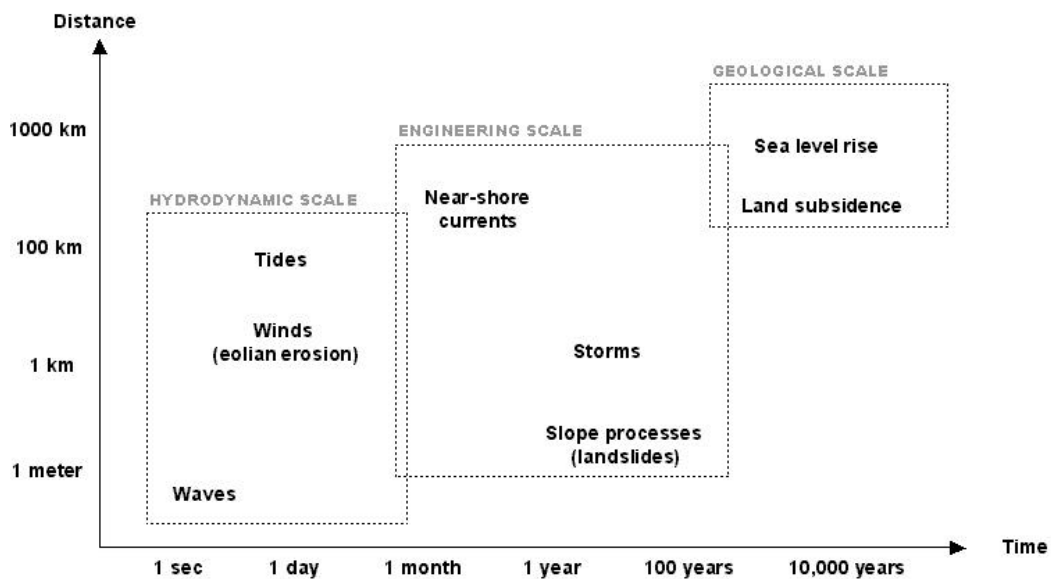 Distance
GEOLOGICAL SCALE
1000 km
ENGINEERING SCALE
Sea level rise
HYDRODYNAMIC SCALE
Near-shore
currents
Land subsidence
100 km
Tides
Winds
(eolian erosion)
Storms
1 km
Slope processes
(landslides)
1 meter
Waves
Time
1 sec 1 day 1 month 1 year 100 years 10,000 years